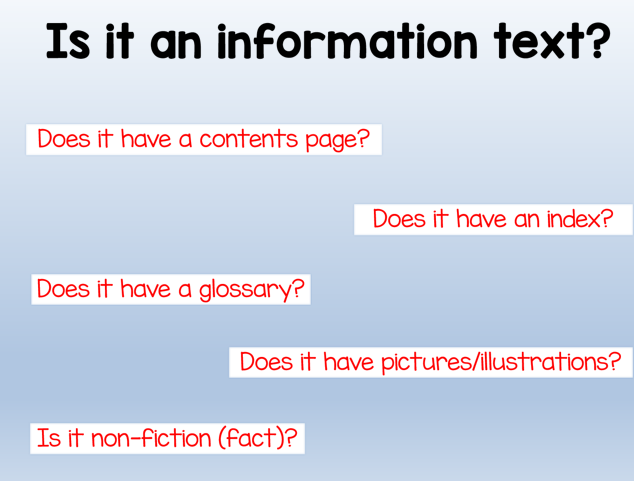 Is it an information text?
Does it have a contents page?
Does it have an index?
Does it have a glossary?
Does it have pictures/illustrations?
Is it non-fiction (fact)?